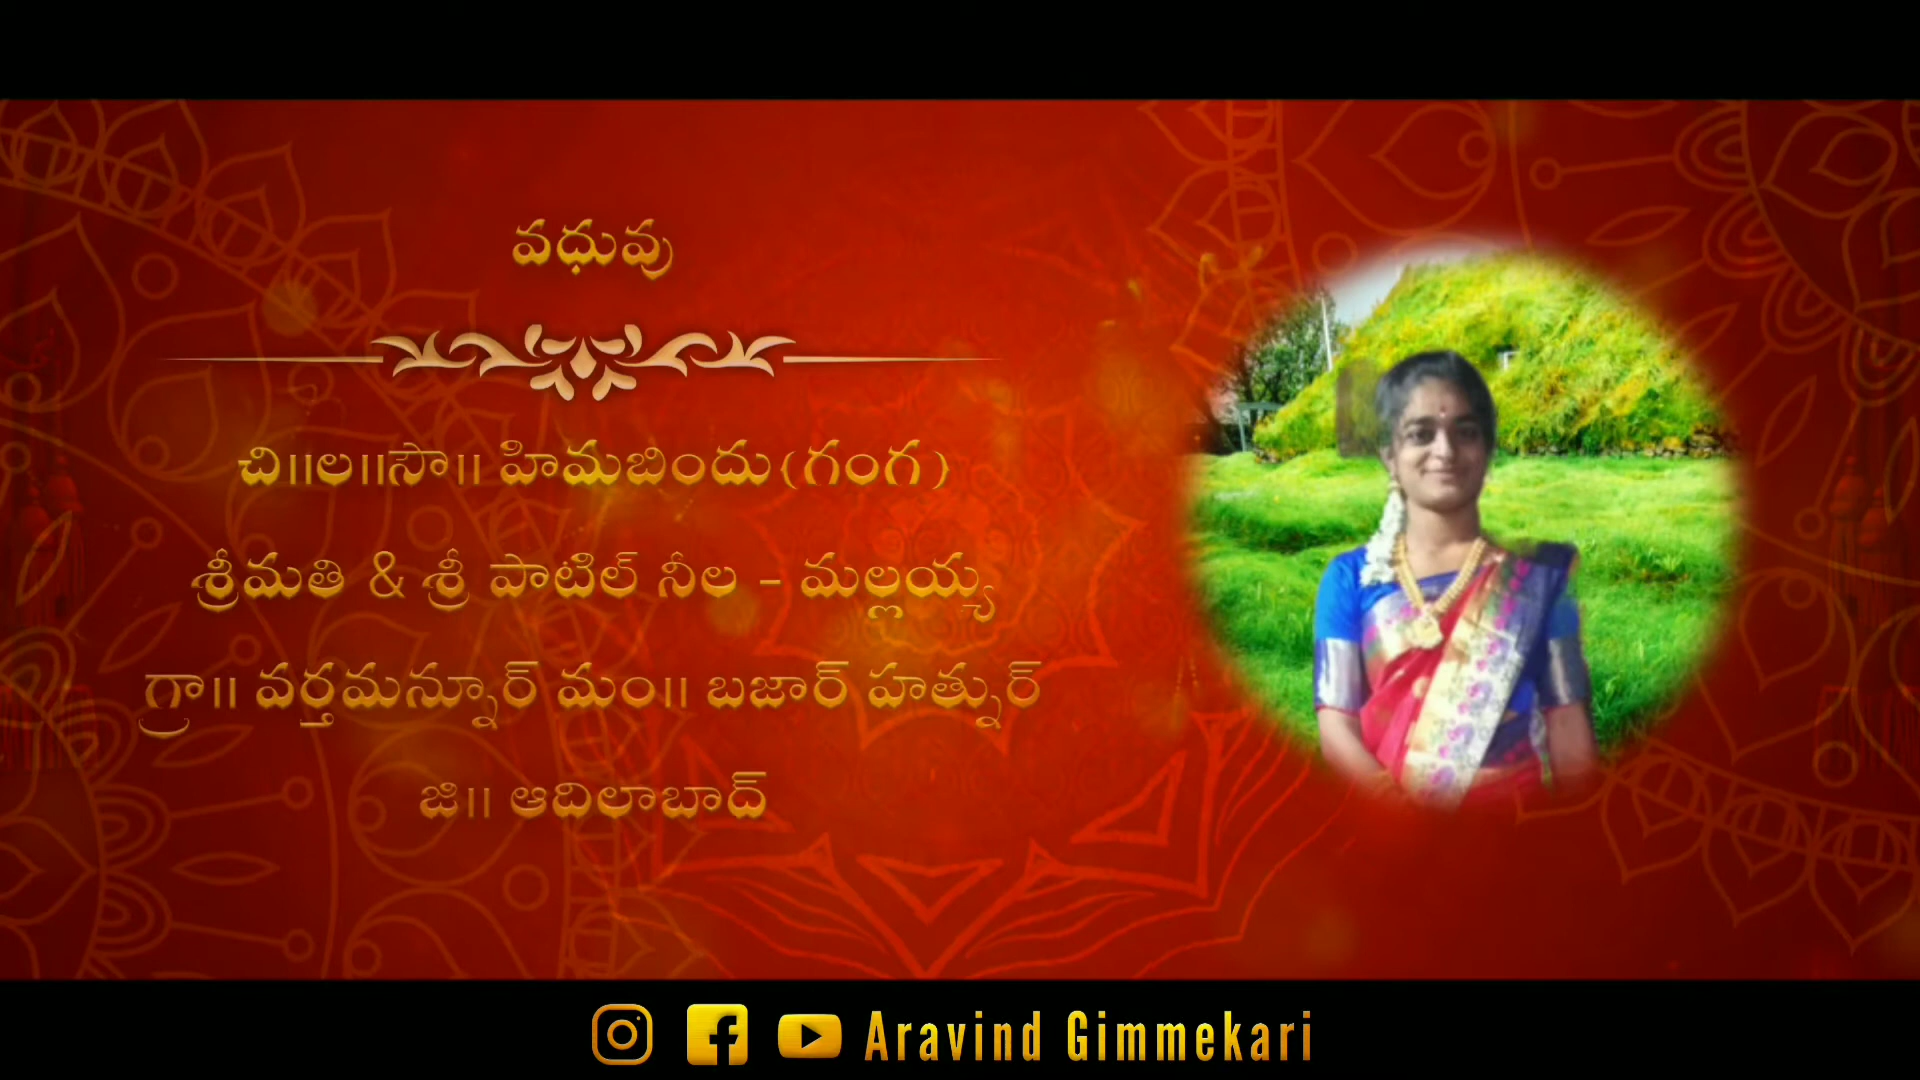 వధువు
చి॥ల॥సౌ॥ హిమబిందు(గంగ)
శ్రీమతి & శ్రీ పాటిల్ నీల - మల్లయ్య
గ్రా॥ వర్తమన్నూర్ మం॥ బజార్ హత్నుర్
జి॥ ఆదిలాబాద్
Aravind Gimmekari